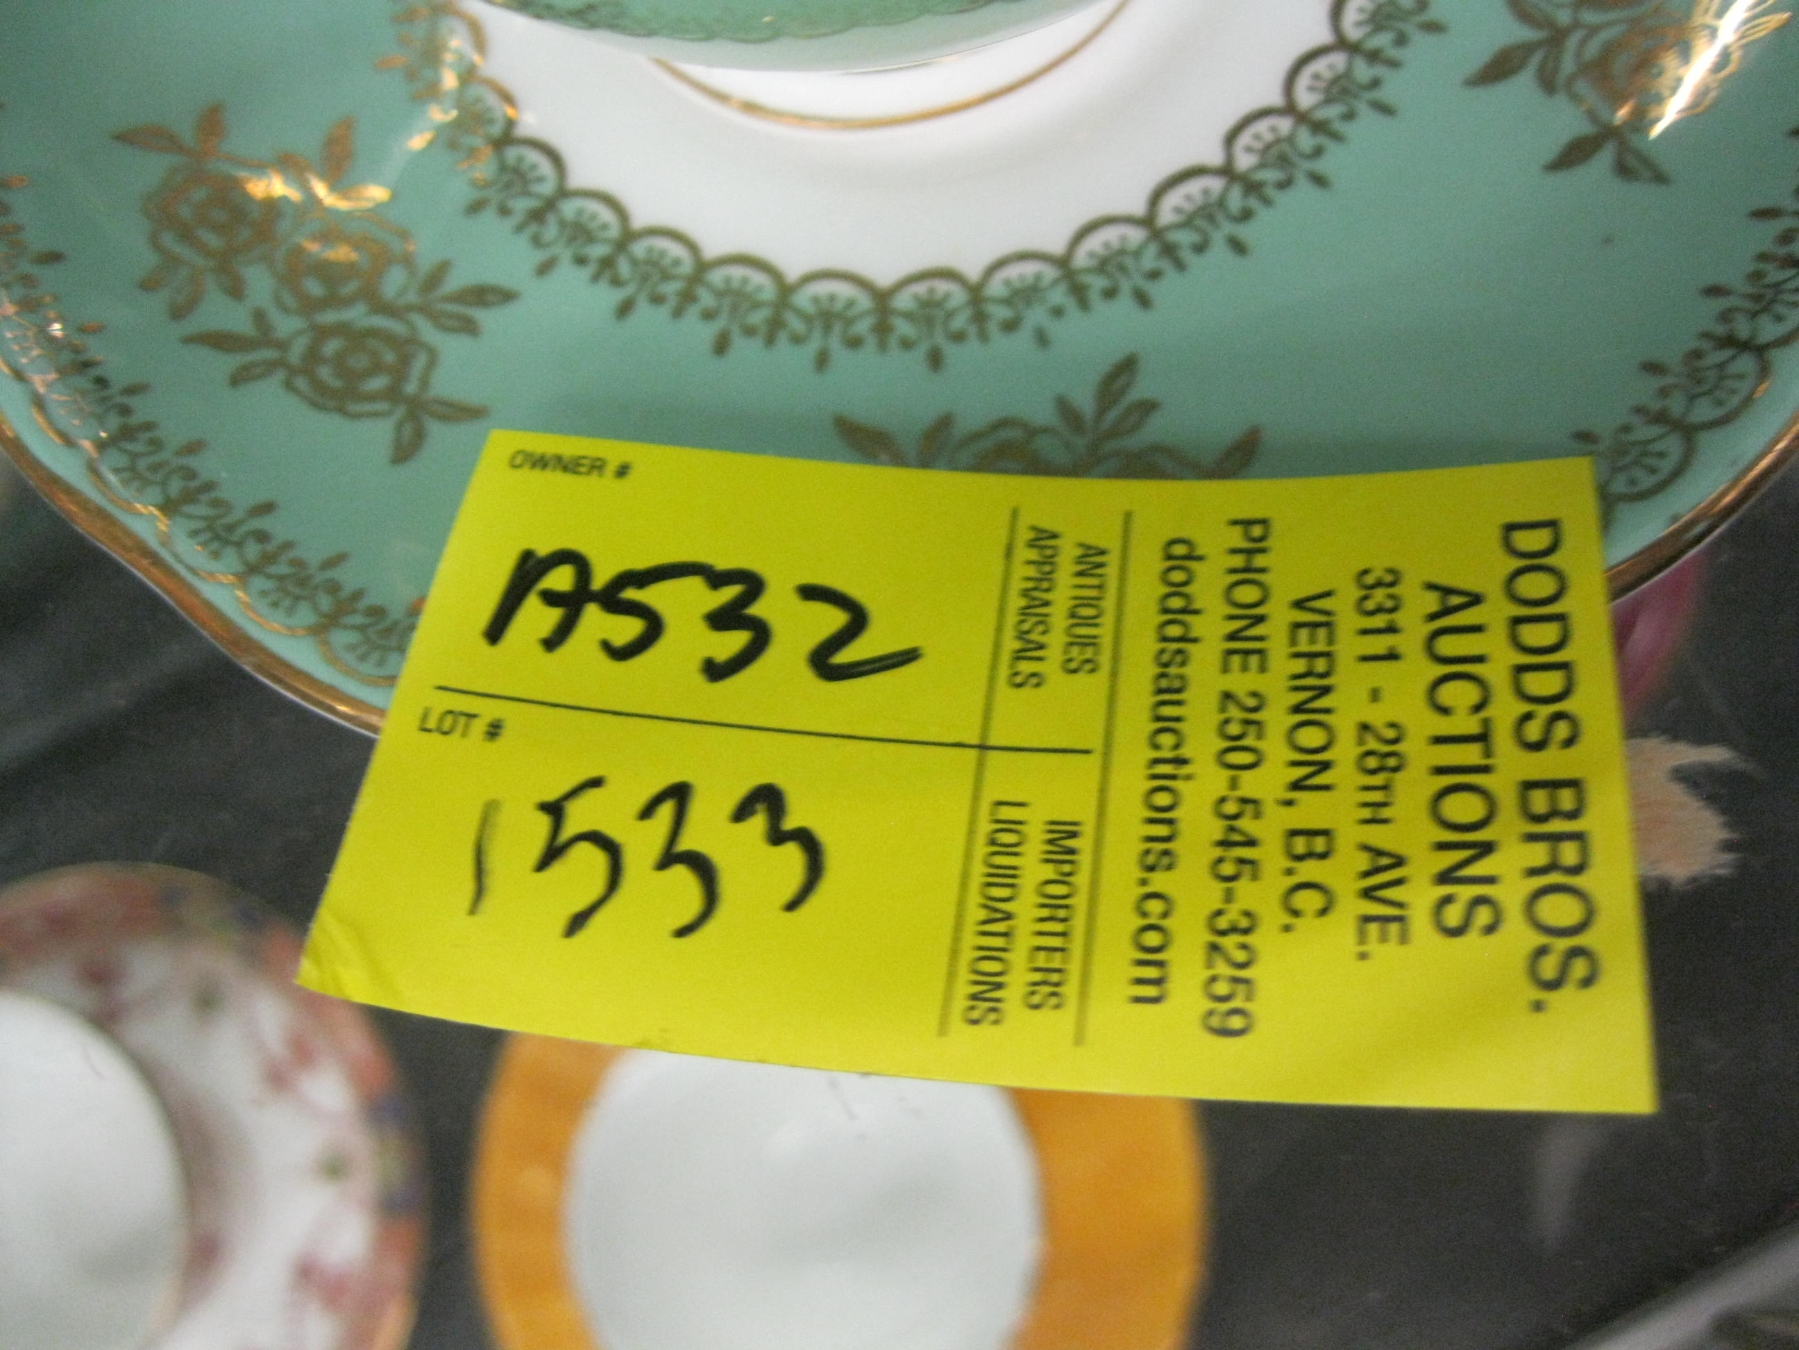 OWNER #
A532
LOT #
1533
ANTIQUES
APPRAISALS
IMPORTERS
LIQUIDATIONS
DODDS BROS.
AUCTIONS
3311 - 28TH AVE.
VERNON, B.C.
PHONE 250-545-3259
doddsauctions.com